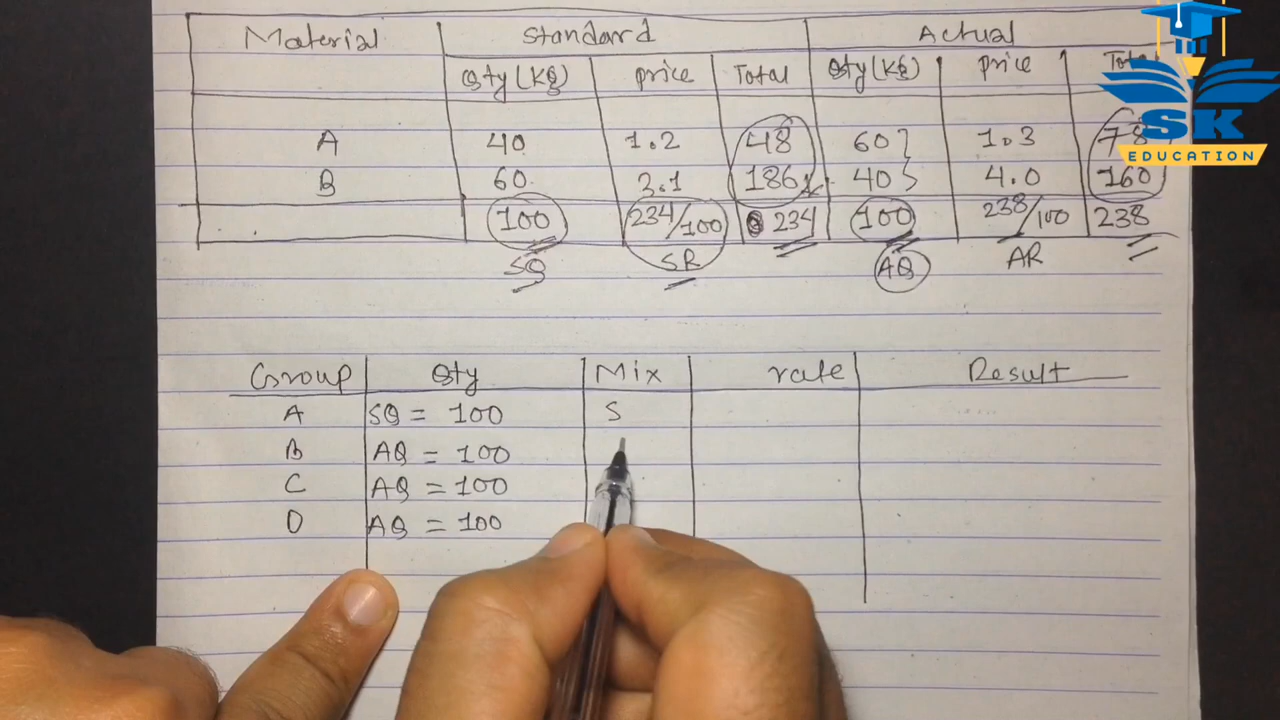 Material Standard Actual
Qty (KG) price Total Qty (KG) price Total
A 40 1.2 48 60 1.3 78
B 60 3.1 186 40 4.0 160
100 234/100 234 100 238/100 238
SQ SR AQ AR
SK
EDUCATION
Group Qty Mix rate Result
A SQ = 100 S
B AQ = 100
C AQ = 100
D AQ = 100